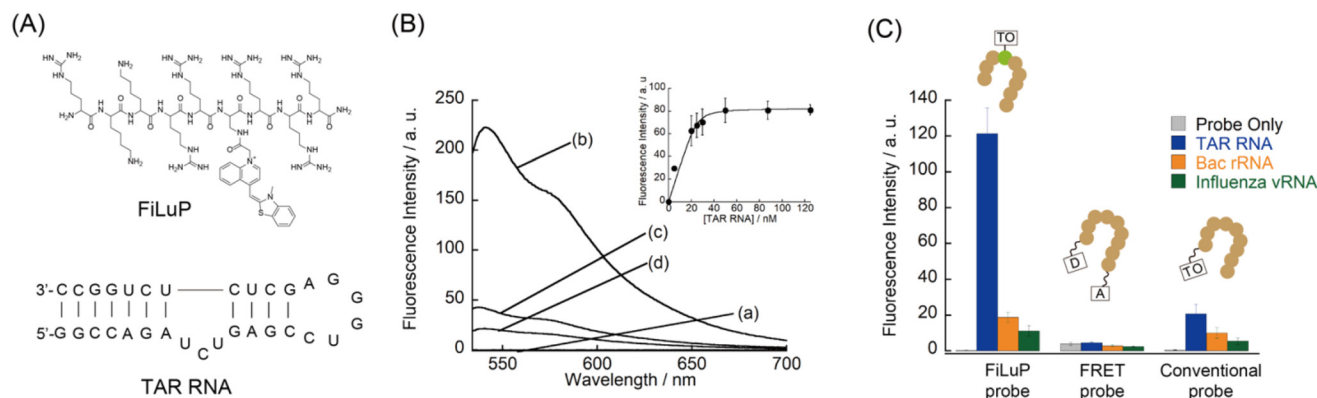 (A)
FiLuP
3'-C C G G U C U C U C G A G
G
G
5'-G G C C A G A U C U G A G C C U
TAR RNA
(B)
Fluorescence Intensity / a. u.
250
200
150
100
50
0
550
600
650
700
Wavelength / nm
(b)
(c)
(d)
(a)
Fluorescence Intensity / a. u.
100
80
60
40
20
0
0
20
40
60
80
100
120
[TAR RNA] / nM
(C)
Fluorescence Intensity / a. u
140
120
100
80
60
40
20
0
TO
D
A
TO
Probe Only
TAR RNA
Bac rRNA
Influenza vRNA
FiLuP
probe
FRET
probe
Conventional
probe